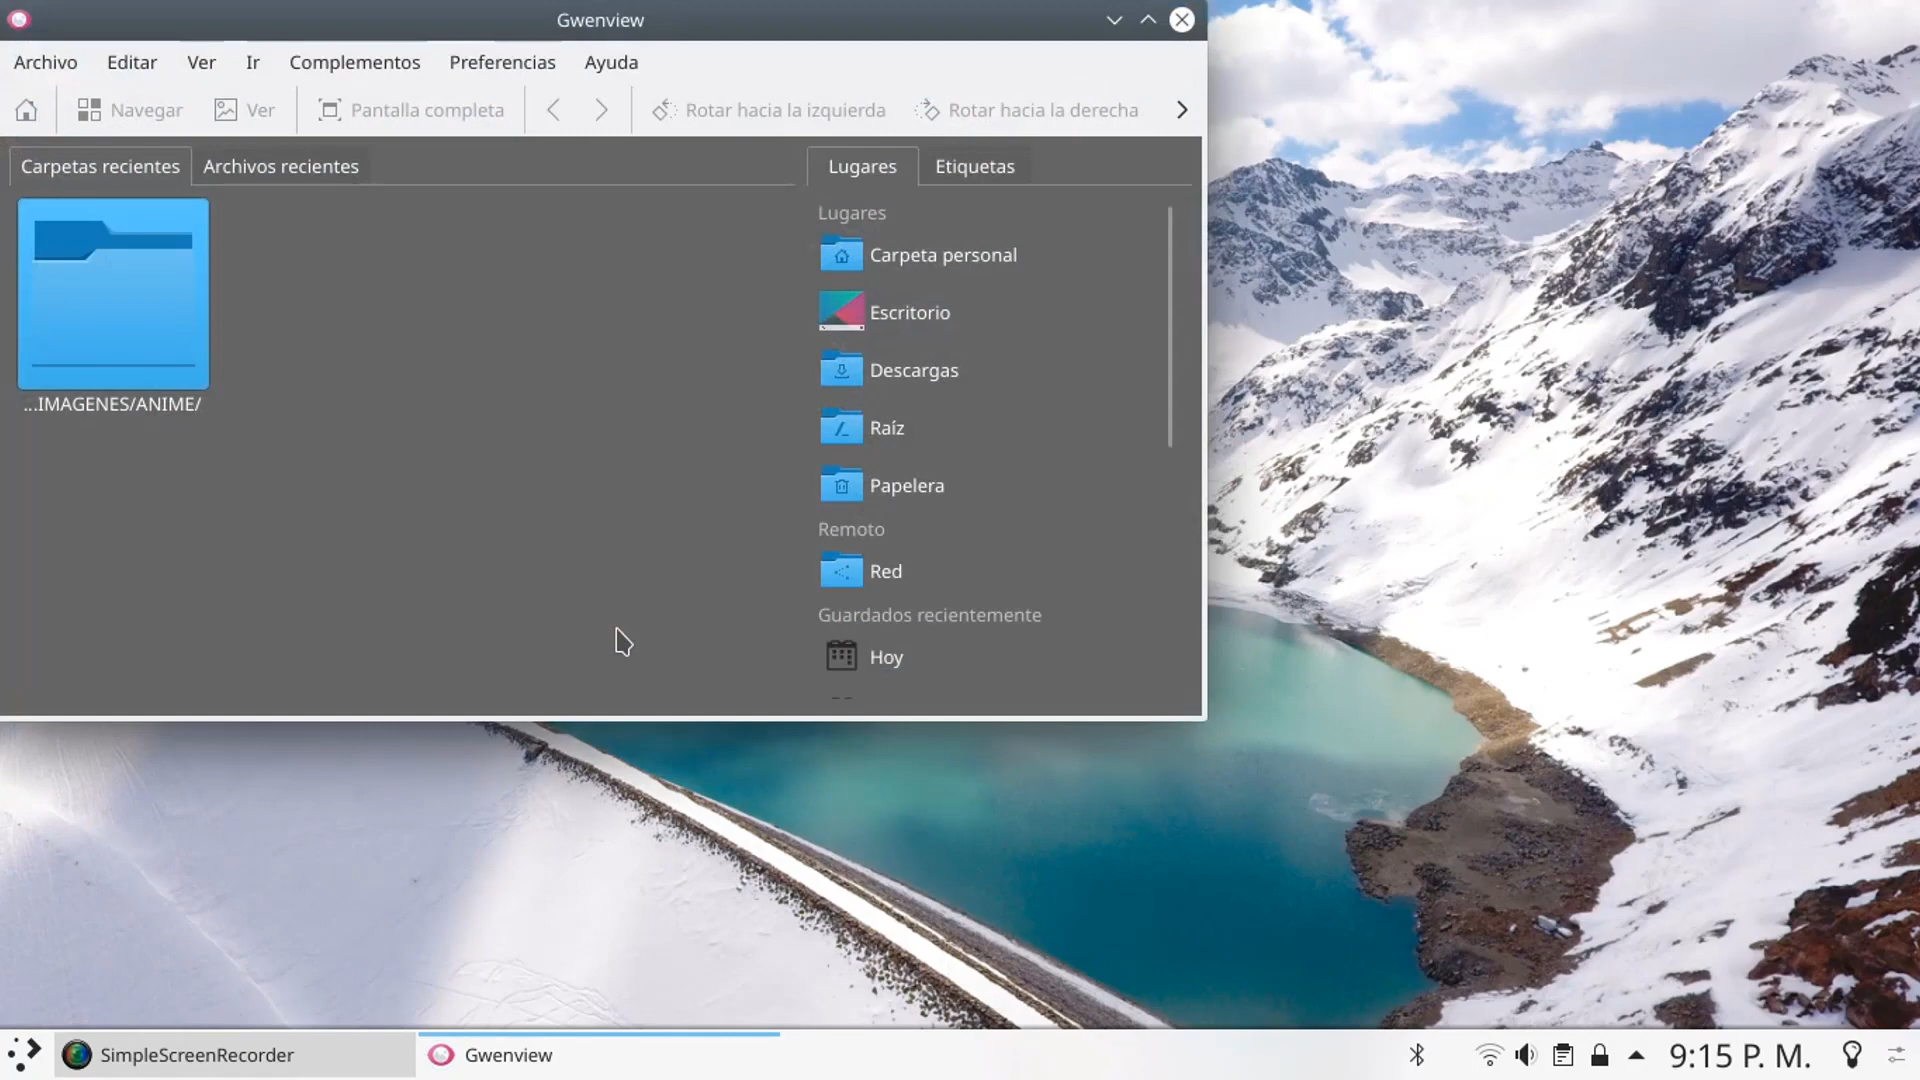 Gwenview
Archivo Editar Ver Ir Complementos Preferencias Ayuda
Navegar Ver Pantalla completa Rotar hacia la izquierda Rotar hacia la derecha
Carpetas recientes Archivos recientes
...IMAGENES/ANIME/
Lugares Etiquetas
Lugares
Carpeta personal
Escritorio
Descargas
Raíz
Papelera
Remoto
Red
Guardados recientemente
Hoy
SimpleScreenRecorder Gwenview 9:15 P. M.